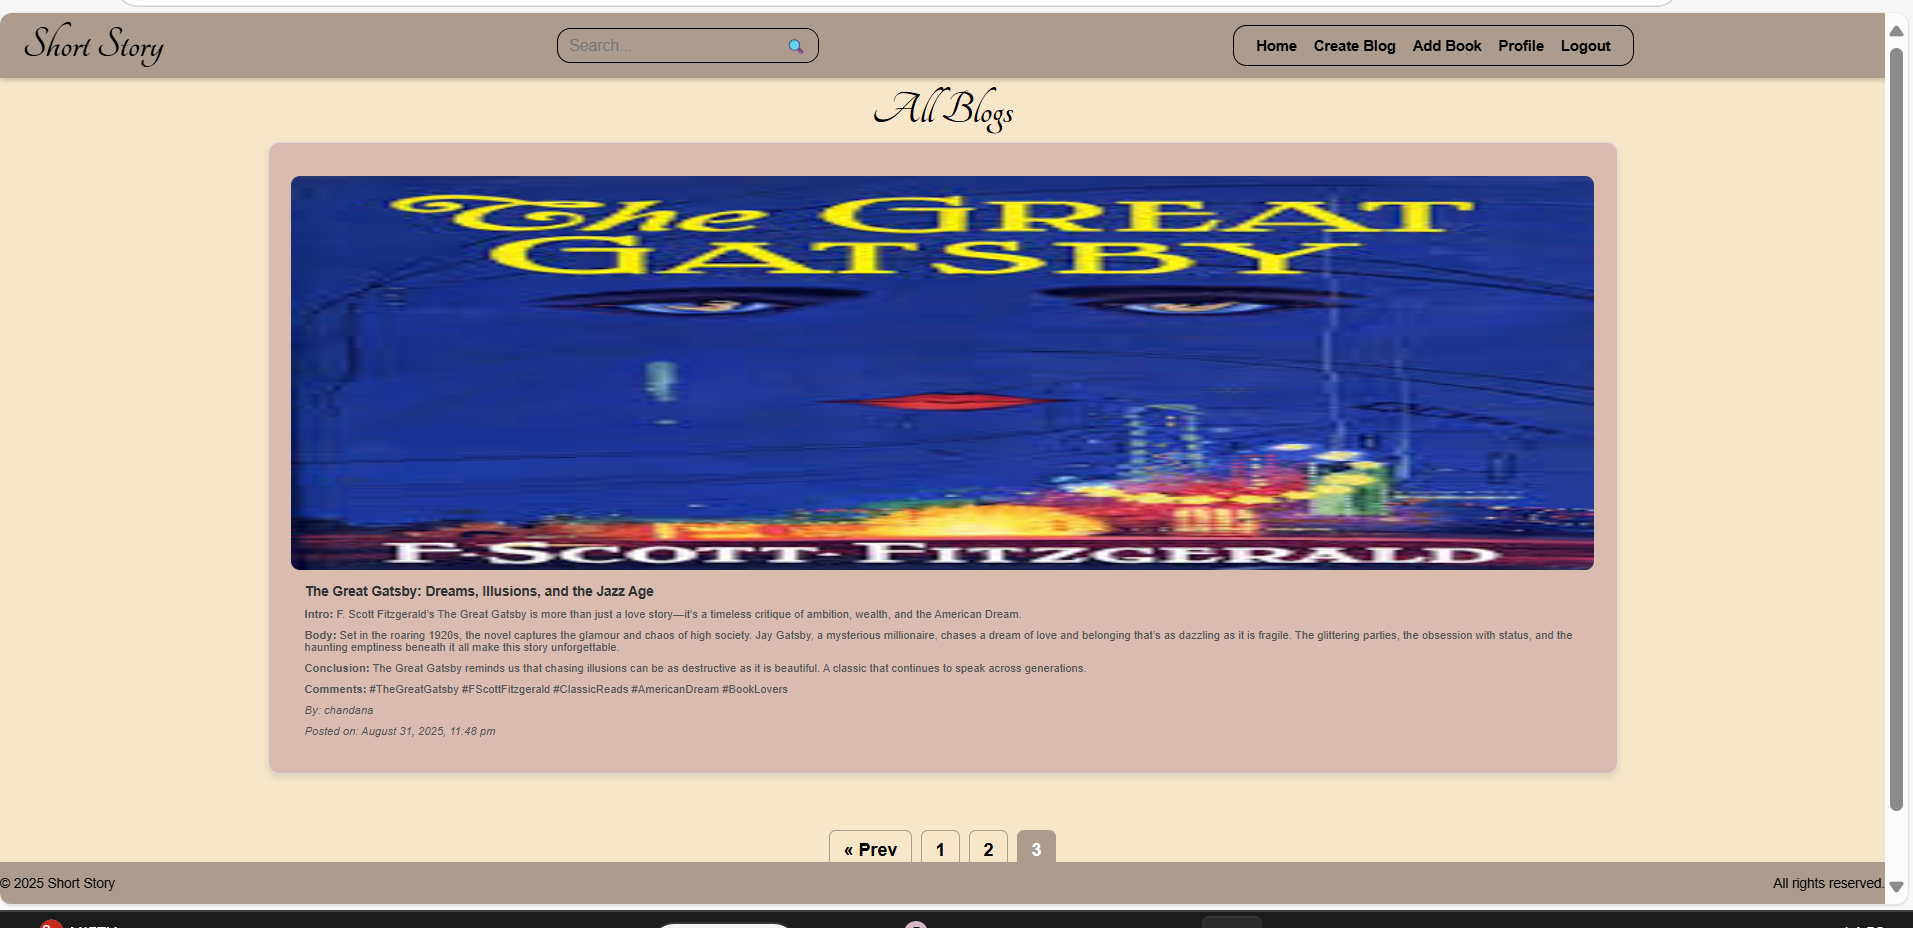 Short Story
Search...
Home Create Blog Add Book Profile Logout
All Blogs
The GREAT
GATSBY
F·SCOTT·FITZGERALD
The Great Gatsby: Dreams, Illusions, and the Jazz Age
Intro: F. Scott Fitzgerald's The Great Gatsby is more than just a love story—it's a timeless critique of ambition, wealth, and the American Dream.
Body: Set in the roaring 1920s, the novel captures the glamour and chaos of high society. Jay Gatsby, a mysterious millionaire, chases a dream of love and belonging that's as dazzling as it is fragile. The glittering parties, the obsession with status, and the
haunting emptiness beneath it all make this story unforgettable.
Conclusion: The Great Gatsby reminds us that chasing illusions can be as destructive as it is beautiful. A classic that continues to speak across generations.
Comments: #TheGreatGatsby #FScottFitzgerald #ClassicReads #AmericanDream #BookLovers
By: chandana
Posted on: August 31, 2025, 11:48 pm
« Prev 1 2 3
© 2025 Short Story All rights reserved.